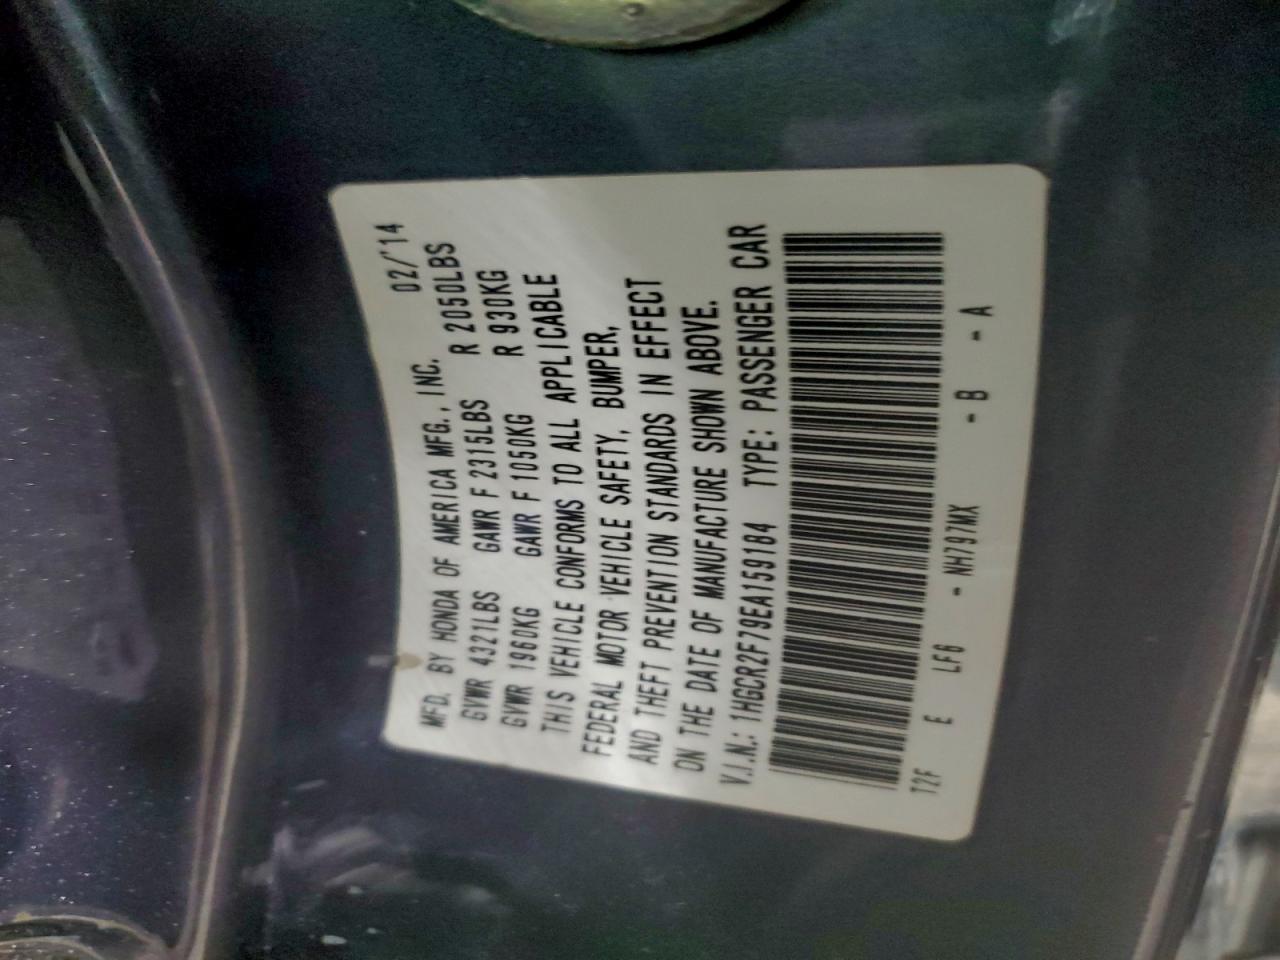 MFD. BY HONDA OF AMERICA MFG., INC. 02/'14
GVWR 4321LBS GAWR F 2315LBS R 2050LBS
GVWR 1960KG GAWR F 1050KG R 930KG
THIS VEHICLE CONFORMS TO ALL APPLICABLE
FEDERAL MOTOR VEHICLE SAFETY, BUMPER,
AND THEFT PREVENTION STANDARDS IN EFFECT
ON THE DATE OF MANUFACTURE SHOWN ABOVE.
V.I.N.: 1HGCR2F79EA159184 TYPE: PASSENGER CAR
T2F E LF6 - NH797MX - B - A